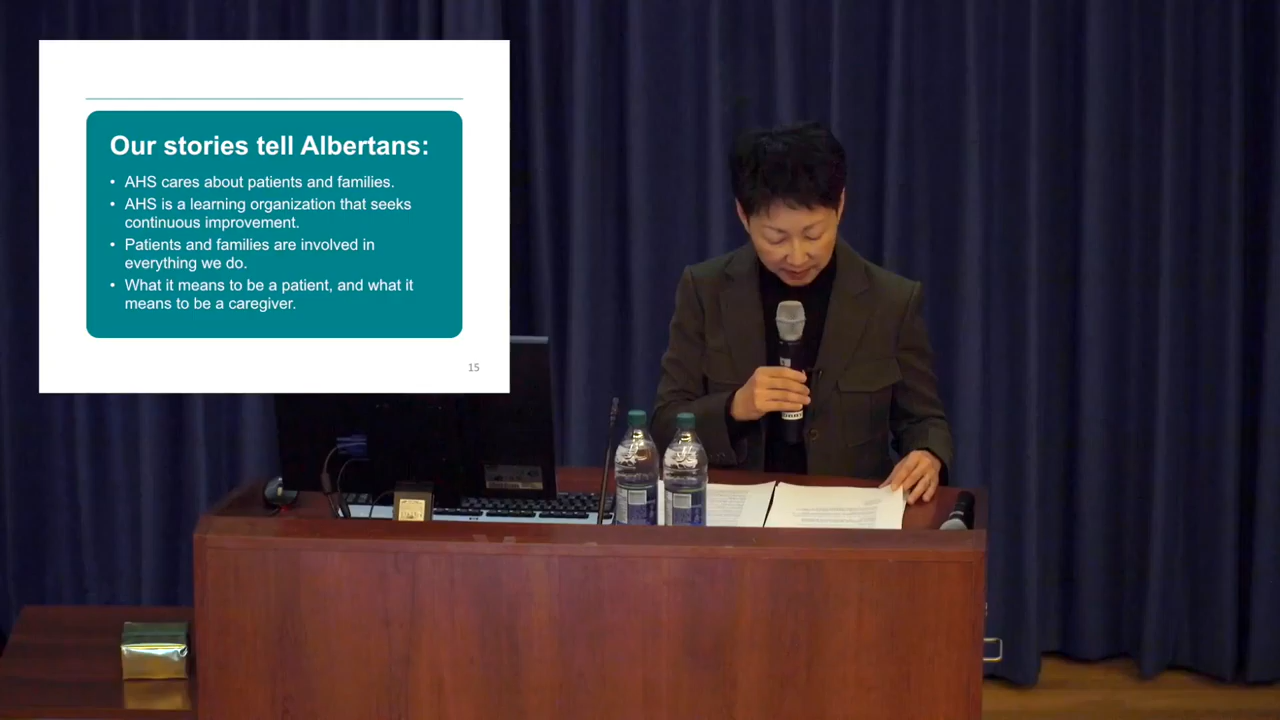 Our stories tell Albertans:
• AHS cares about patients and families.
• AHS is a learning organization that seeks
continuous improvement.
• Patients and families are involved in
everything we do.
• What it means to be a patient, and what it
means to be a caregiver.
15